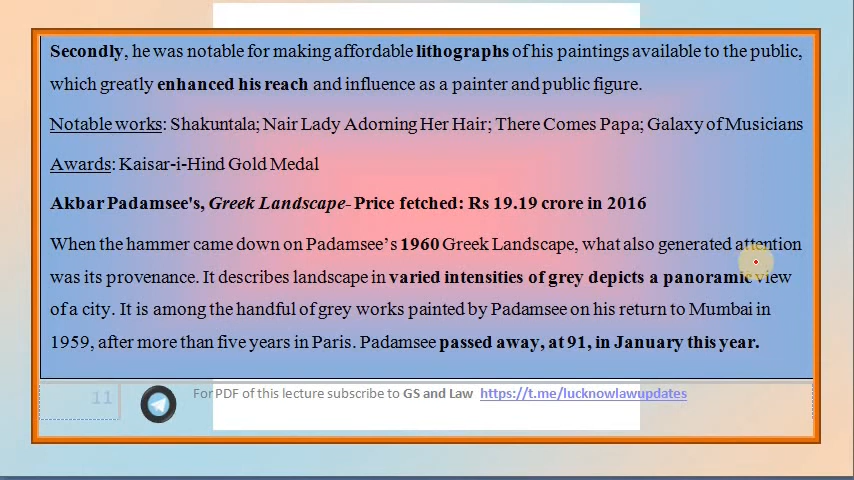 Secondly, he was notable for making affordable lithographs of his paintings available to the public,
which greatly enhanced his reach and influence as a painter and public figure.
Notable works: Shakuntala; Nair Lady Adorning Her Hair; There Comes Papa; Galaxy of Musicians
Awards: Kaisar-i-Hind Gold Medal
Akbar Padamsee's, Greek Landscape- Price fetched: Rs 19.19 crore in 2016
When the hammer came down on Padamsee's 1960 Greek Landscape, what also generated attention
was its provenance. It describes landscape in varied intensities of grey depicts a panoramic view
of a city. It is among the handful of grey works painted by Padamsee on his return to Mumbai in
1959, after more than five years in Paris. Padamsee passed away, at 91, in January this year.
11
For PDF of this lecture subscribe to GS and Law https://t.me/lucknowlawupdates